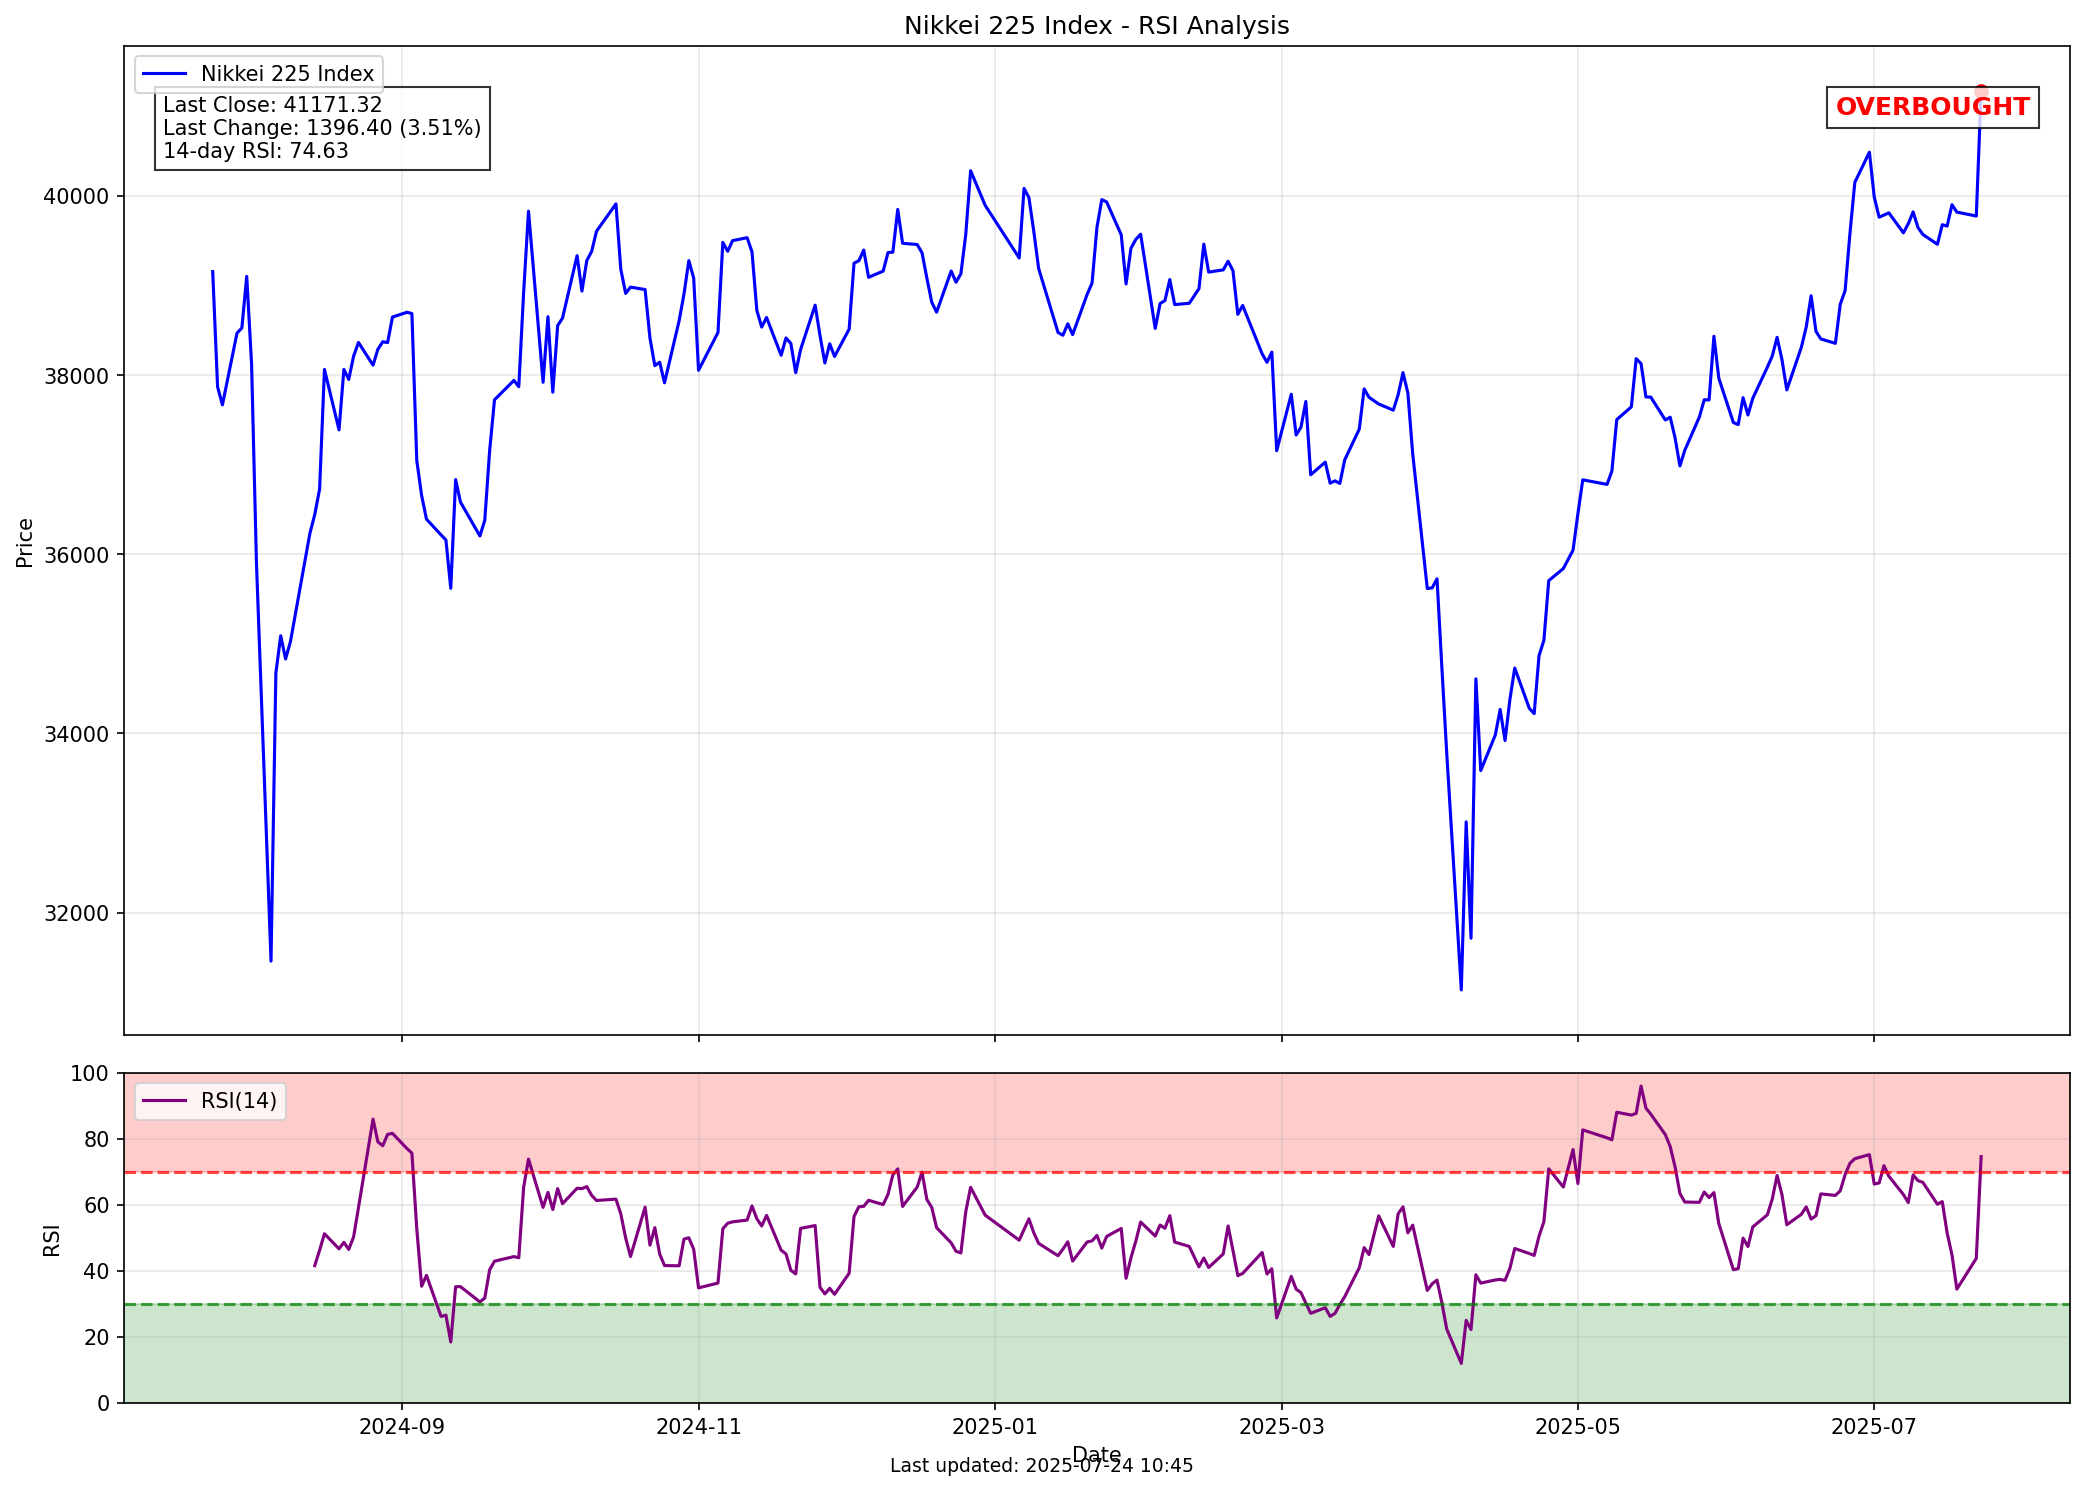 Nikkei 225 Index - RSI Analysis
Nikkei 225 Index
Last Close: 41171.32
Last Change: 1396.40 (3.51%)
14-day RSI: 74.63
OVERBOUGHT
Price
40000
38000
36000
34000
32000
RSI(14)
RSI
100
80
60
40
20
0
2024-09
2024-11
2025-01
2025-03
2025-05
2025-07
Date
Last updated: 2025-07-24 10:45